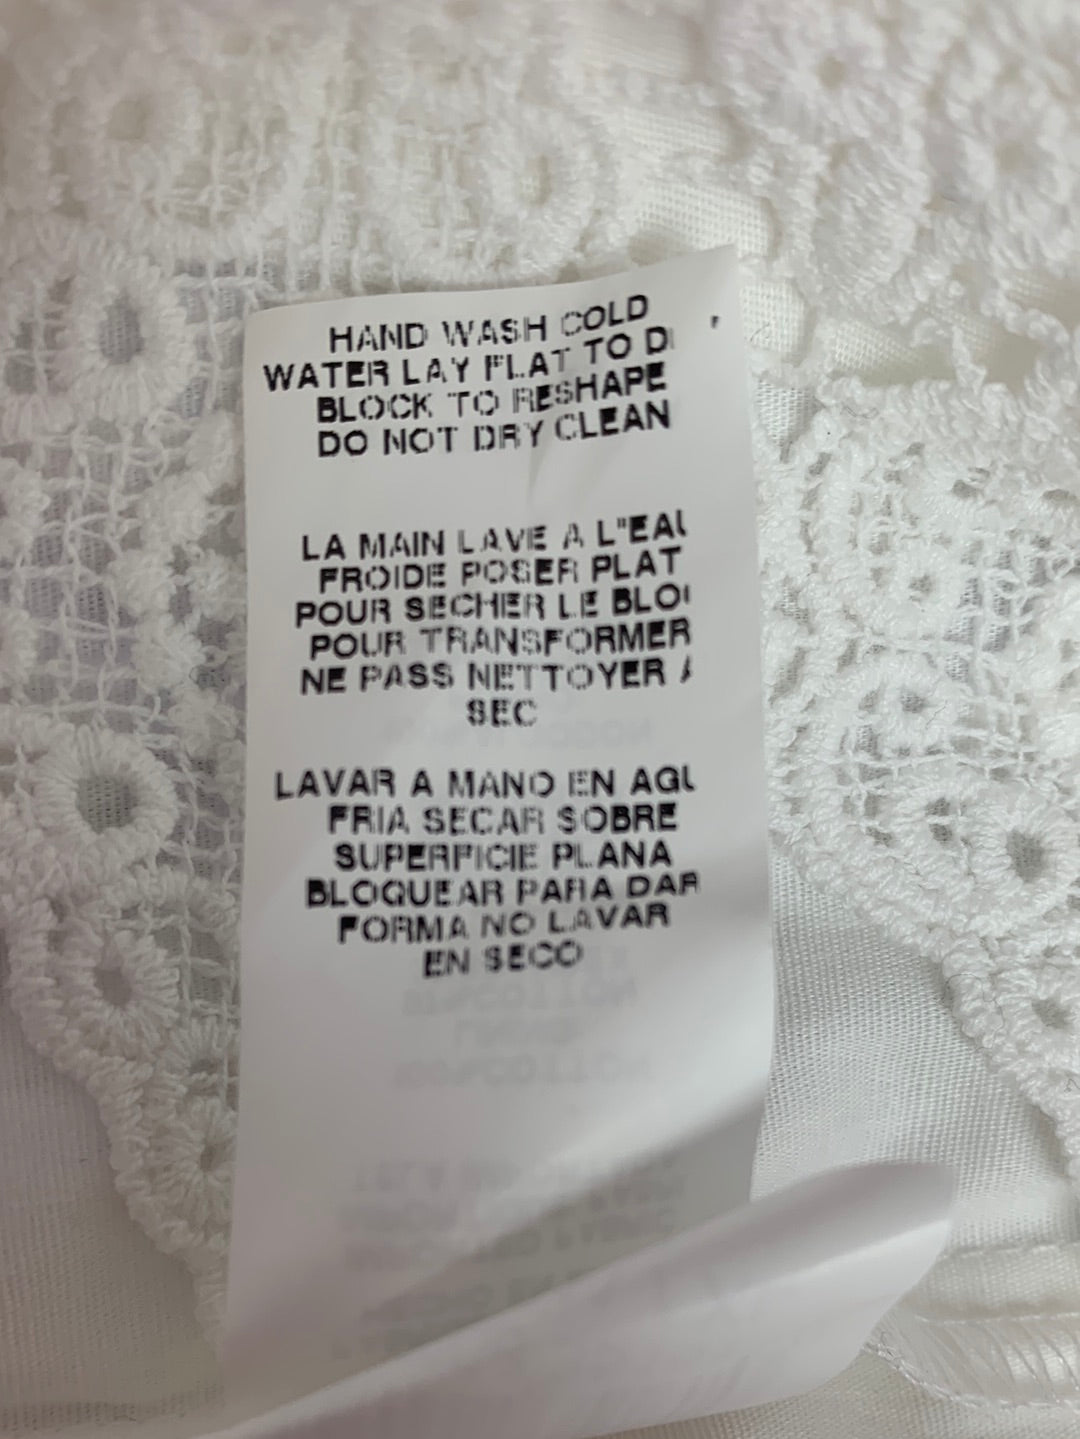 HAND WASH COLD
WATER LAY FLAT TO
BLOCK TO RESHAPE
DO NOT DRY CLEAN
LA MAIN LAVE A L"EAU
FROIDE POSER PLAT
POUR SECHER LE
POUR TRANSFORMER
NE PASS NETTOYER A
SEC
LAVAR A MANO EN
FRIA SECAR SOBRE
SUPERFICIE PLANA
BLOQUEAR PARA DAR
FORMA NO LAVAR
EN SECO